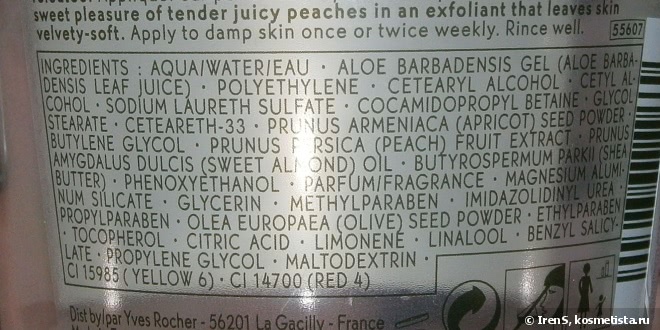 sweet pleasure of tender juicy peaches in an exfoliant that leaves skin
velvety-soft. Apply to damp skin once or twice weekly. Rince well.
55607
INGREDIENTS : AQUA/WATER/EAU · ALOE BARBADENSIS GEL (ALOE BARBA-
DENSIS LEAF JUICE) · POLYETHYLENE · CETEARYL ALCOHOL · CETYL AL-
COHOL · SODIUM LAURETH SULFATE · COCAMIDOPROPYL BETAINE · GLYCOL
STEARATE · CETEARETH-33 · PRUNUS ARMENIACA (APRICOT) SEED POWDER ·
BUTYLENE GLYCOL · PRUNUS PERSICA (PEACH) FRUIT EXTRACT · PRUNUS
AMYGDALUS DULCIS (SWEET ALMOND) OIL · BUTYROSPERMUM PARKII (SHEA
BUTTER) · PHENOXYETHANOL · PARFUM/FRAGRANCE · MAGNESIUM ALUMI-
NUM SILICATE · GLYCERIN · METHYLPARABEN · IMIDAZOLIDINYL UREA ·
PROPYLPARABEN · OLEA EUROPAEA (OLIVE) SEED POWDER · ETHYLPARABEN
· TOCOPHEROL · CITRIC ACID · LIMONENE · LINALOOL · BENZYL SALICY-
LATE · PROPYLENE GLYCOL · MALTODEXTRIN ·
CI 15985 (YELLOW 6) · CI 14700 (RED 4)
Dist by/par Yves Rocher - 56201 La Gacilly - France
© IrenS, kosmetista.ru